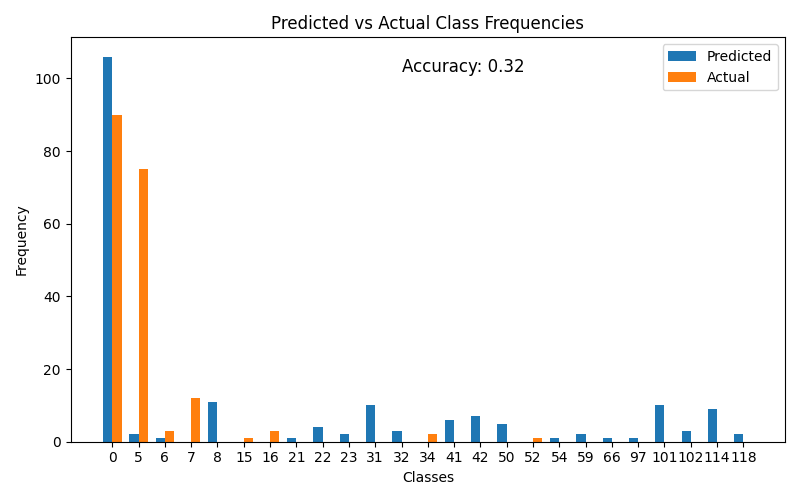 Predicted vs Actual Class Frequencies
Accuracy: 0.32
Predicted
Actual
Frequency
100
80
60
40
20
0
0 5 6 7 8 15 16 21 22 23 31 32 34 41 42 50 52 54 59 66 97 101 102 114 118
Classes